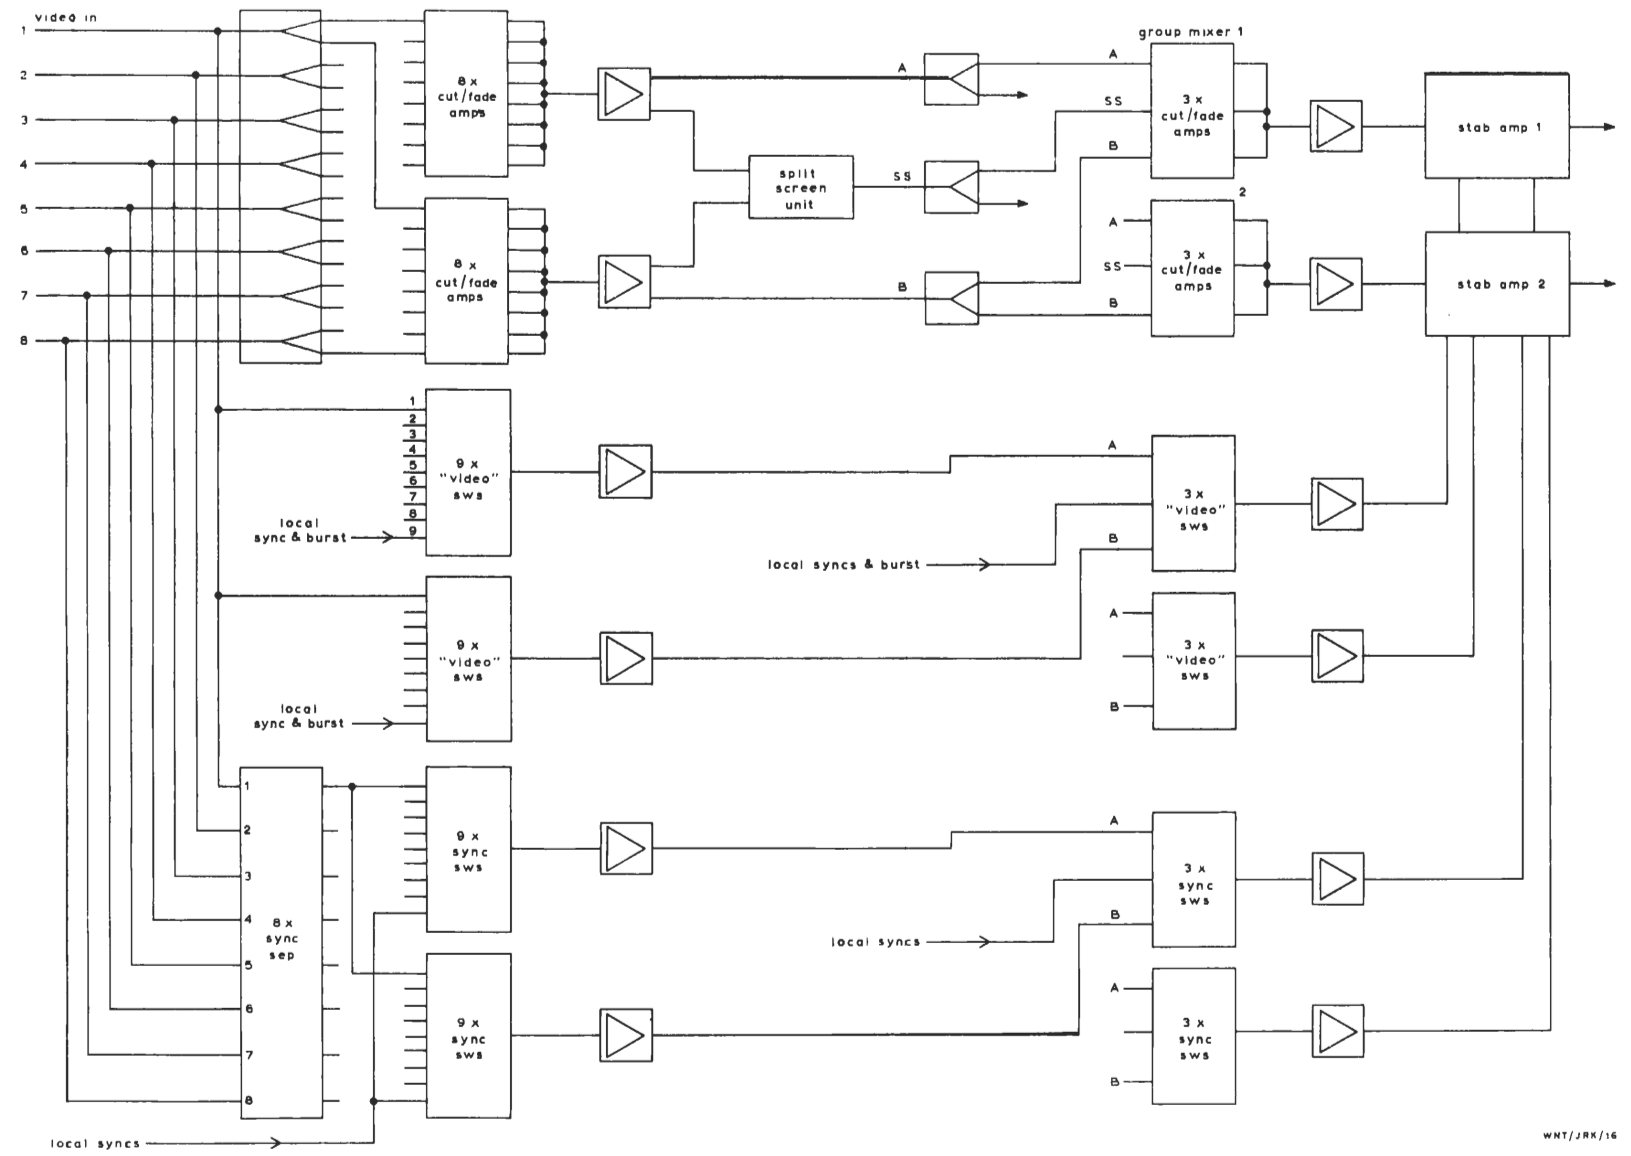 video in
1
2
3
4
5
6
7
8
8 x
cut/fade
amps
8 x
cut/fade
amps
A
split
screen
unit
SS
B
group mixer 1
A
SS
B
3 x
cut/fade
amps
2
A
SS
B
3 x
cut/fade
amps
stab amp 1
stab amp 2
1
2
3
4
5
6
7
8
9
local
sync & burst
9 x
"video"
sws
A
local syncs & burst
B
3 x
"video"
sws
local
sync & burst
9 x
"video"
sws
A
B
3 x
"video"
sws
1
2
3
4
5
6
7
8
8 x
sync
sep
9 x
sync
sws
A
local syncs
B
3 x
sync
sws
9 x
sync
sws
A
B
3 x
sync
sws
local syncs
WNT/JRK/16